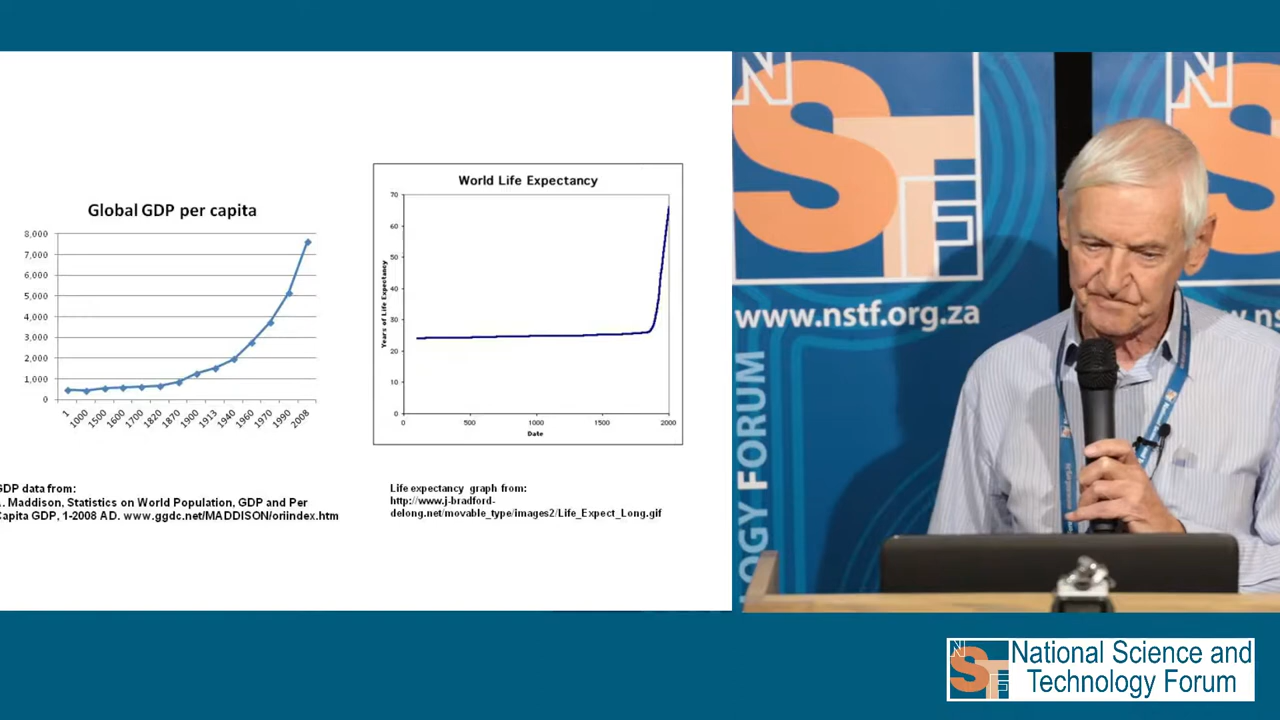 Global GDP per capita
8,000
7,000
6,000
5,000
4,000
3,000
2,000
1,000
0
1
1000
1500
1600
1700
1820
1870
1900
1913
1940
1960
1970
1990
2008
GDP data from:
. Maddison, Statistics on World Population, GDP and Per
Capita GDP, 1-2008 AD. www.ggdc.net/MADDISON/oriindex.htm
World Life Expectancy
Years of Life Expectancy
70
60
50
40
30
20
10
0
0
500
1000
1500
2000
Date
Life expectancy graph from:
http://www.j-bradford-
delong.net/movable_type/images2/Life_Expect_Long.gif
N
STF
N
S
www.nstf.org.za
OGY FORUM
N
STF
National Science and
Technology Forum